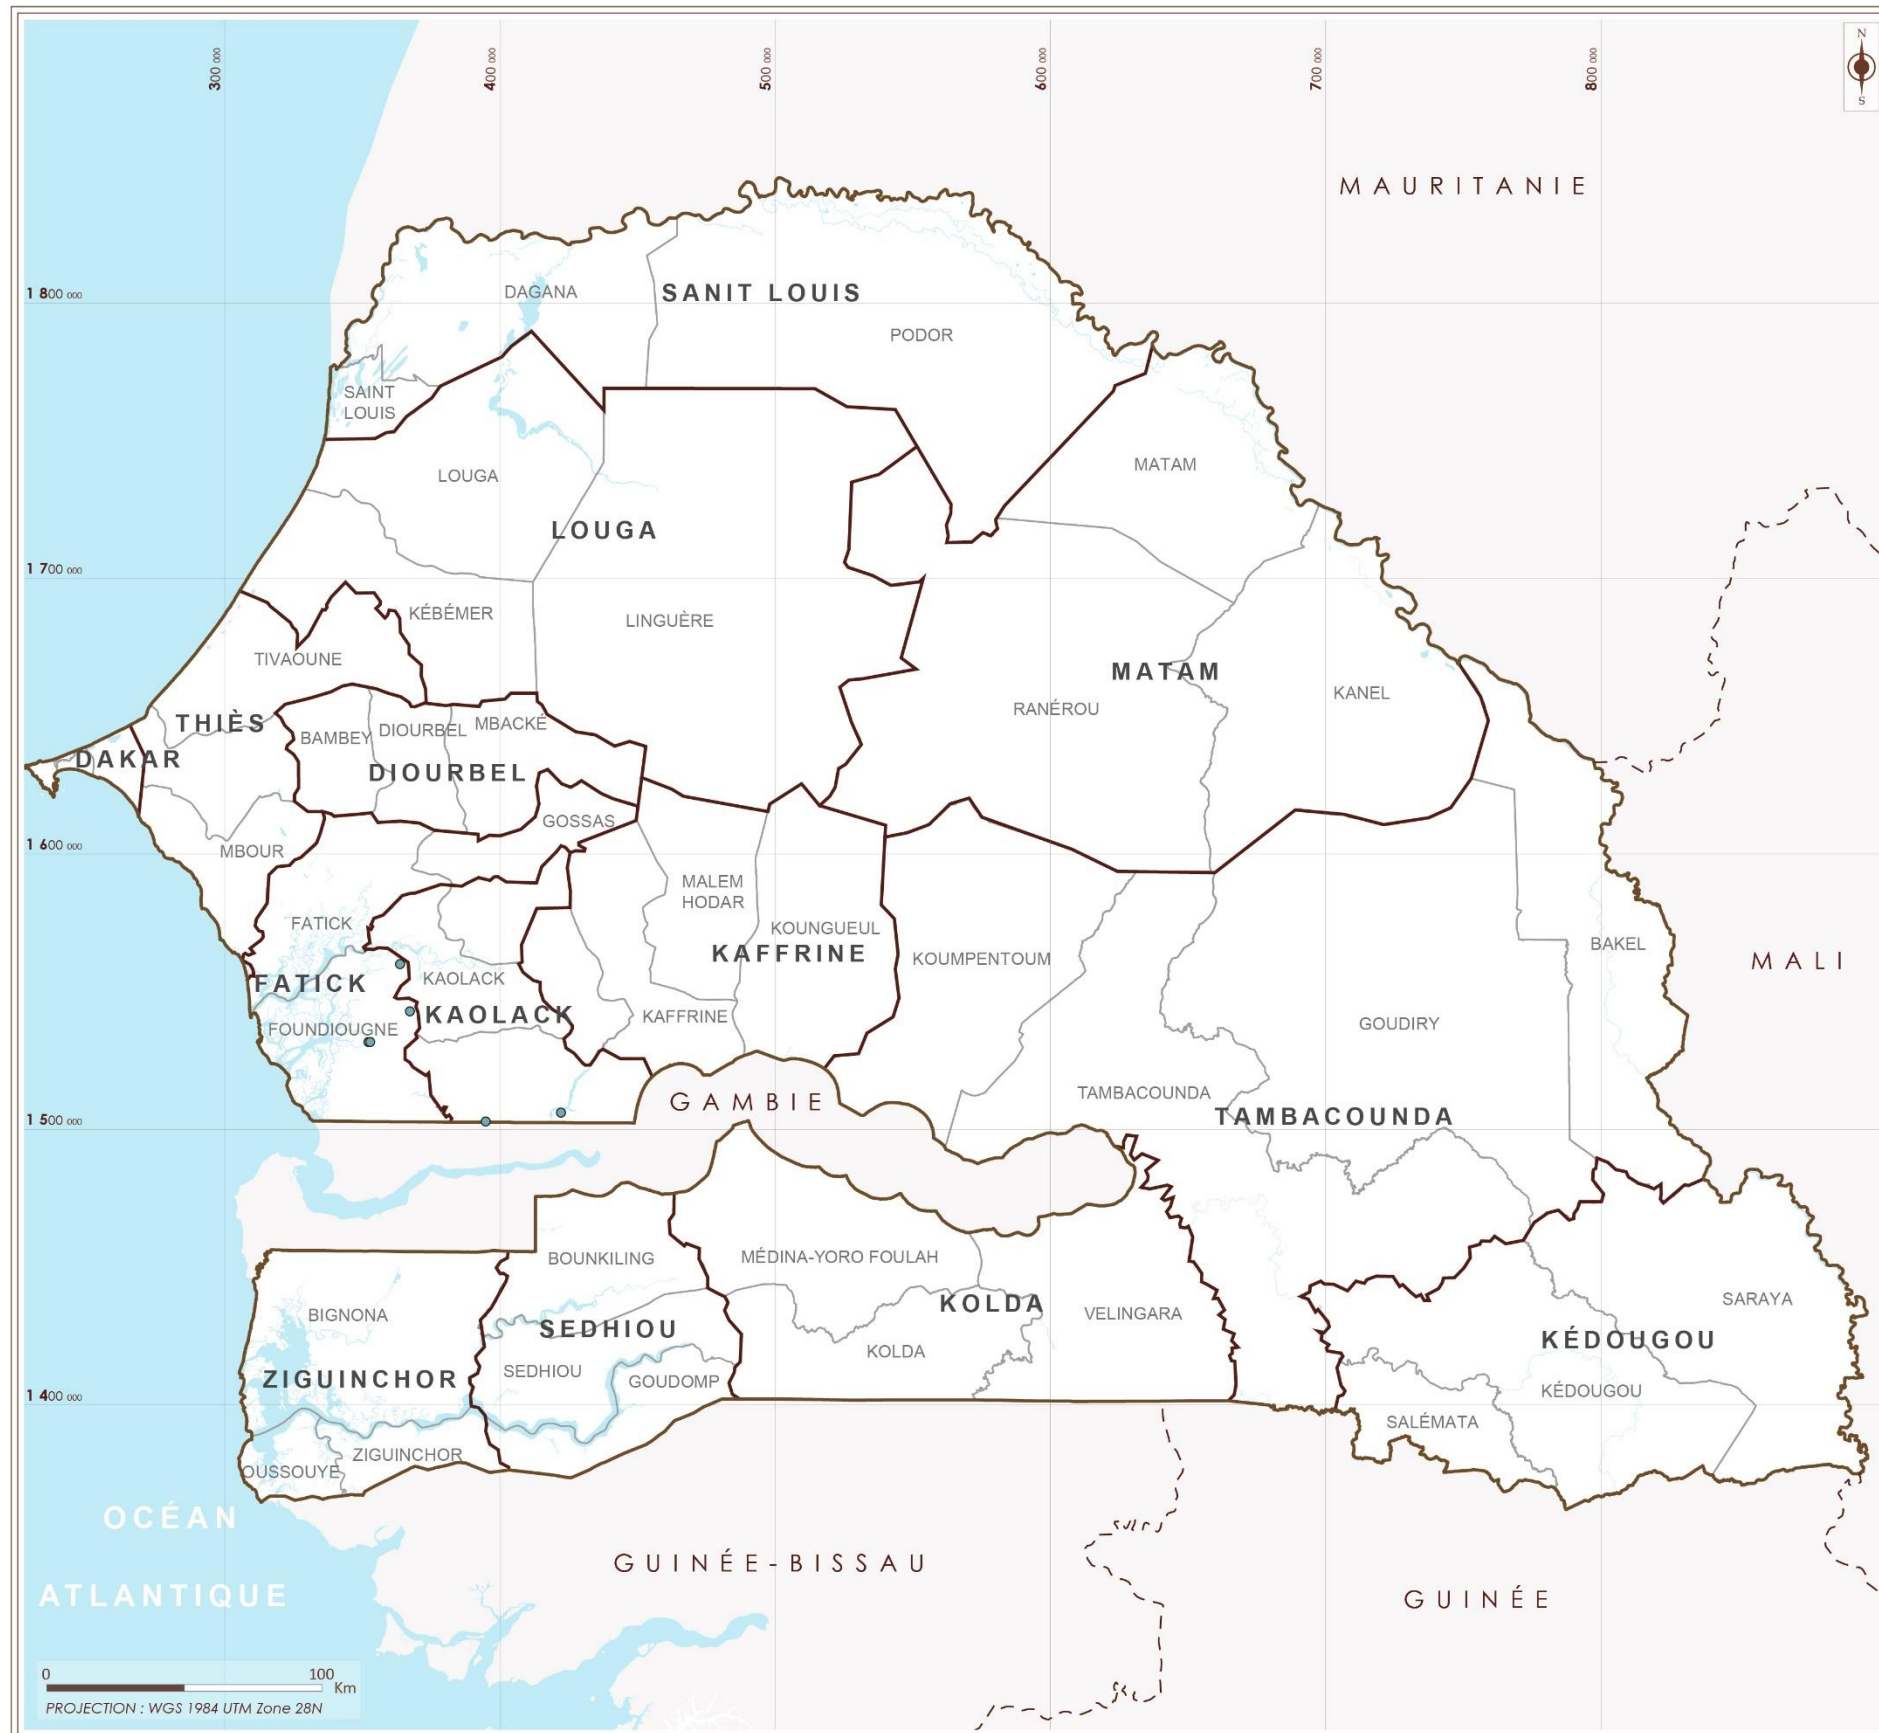 300 000
400 000
500 000
600 000
700 000
800 000
N
S
MAURITANIE
1 800 000
DAGANA
SANIT LOUIS
PODOR
SAINT
LOUIS
LOUGA
MATAM
LOUGA
1 700 000
KÉBÉMER
LINGUÈRE
TIVAOUNE
MATAM
KANEL
RANÉROU
THIÈS
BAMBEY
DIOURBEL
MBACKÉ
DAKAR
DIOURBEL
GOSSAS
1 600 000
MBOUR
MALEM
HODAR
FATICK
KOUNGUEUL
KAFFRINE
KOUMPENTOUM
BAKEL
MALI
FATICK
KAOLACK
KAOLACK
KAFFRINE
FOUNDIOUGNE
GOUDIRY
TAMBACOUNDA
GAMBIE
TAMBACOUNDA
1 500 000
BOUNKILING
MÉDINA-YORO FOULAH
BIGNONA
KOLDA
VELINGARA
SARAYA
SEDHIOU
KÉDOUGOU
KOLDA
ZIGUINCHOR
SEDHIOU
GOUDOMP
KÉDOUGOU
1 400 000
SALÉMATA
ZIGUINCHOR
OUSSOUYE
OCÉAN
ATLANTIQUE
GUINÉE-BISSAU
GUINÉE
0 100
Km
PROJECTION : WGS 1984 UTM Zone 28N